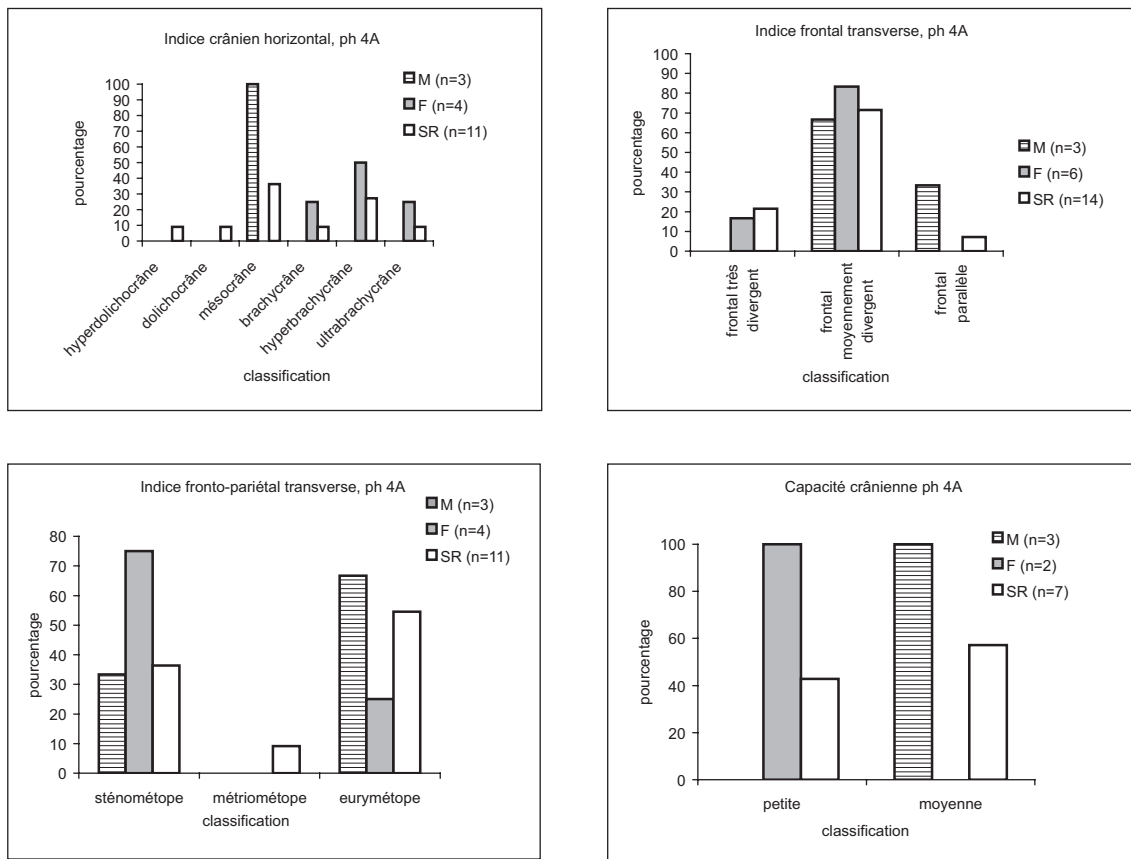 Indice crânien horizontal, ph 4A
M (n=3)
F (n=4)
SR (n=11)
pourcentage
100
90
80
70
60
50
40
30
20
10
0
hyperdolichocrâne
dolichocrâne
mésocrâne
brachycrâne
hyperbrachycrâne
ultrabrachycrâne
classification
Indice frontal transverse, ph 4A
M (n=3)
F (n=6)
SR (n=14)
pourcentage
100
90
80
70
60
50
40
30
20
10
0
frontal très
divergent
frontal
moyennement
divergent
frontal
parallèle
classification
Indice fronto-pariétal transverse, ph 4A
M (n=3)
F (n=4)
SR (n=11)
pourcentage
80
70
60
50
40
30
20
10
0
sténométope
métriométope
eurymétope
classification
Capacité crânienne ph 4A
M (n=3)
F (n=2)
SR (n=7)
pourcentage
100
80
60
40
20
0
petite
moyenne
classification